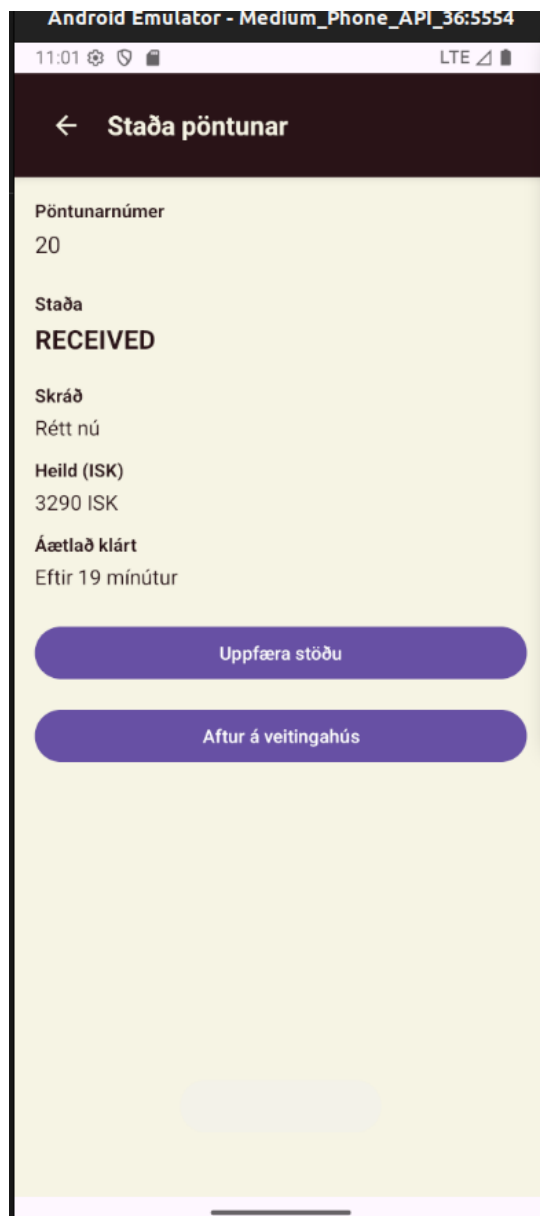 Android Emulator - Medium_Phone_API_36:5554
11:01 LTE
Staða pöntunar
Pöntunarnúmer
20
Staða
RECEIVED
Skráð
Rétt nú
Heild (ISK)
3290 ISK
Áætlað klárt
Eftir 19 mínútur
Uppfæra stöðu
Aftur á veitingahús